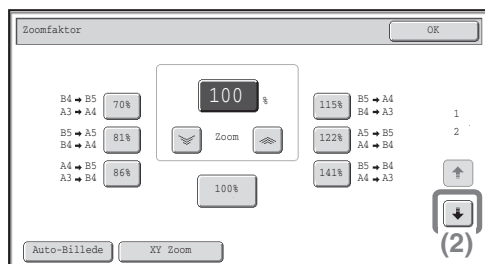 Zoomfaktor
OK
B4 → B5
A3 → A4
70%
B5 → A5
B4 → A4
81%
A4 → B5
A3 → B4
86%
100 %
Zoom
100%
115%
B5 → A4
B4 → A3
122%
A5 → B5
A4 → B4
141%
B5 → B4
A4 → A3
1
2
(2)
Auto-Billede
XY Zoom